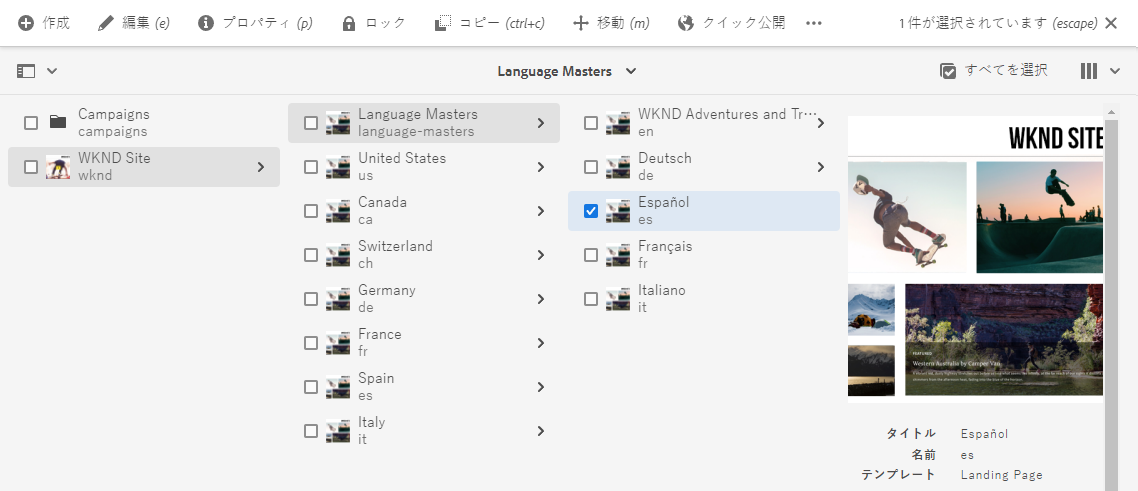 作成 編集 (e) プロパティ (p) ロック コピー (ctrl+c) 移動 (m) クイック公開 ••• 1 件が選択されています (escape)
Language Masters すべてを選択
Campaigns
campaigns
WKND Site
wknd
Language Masters
language-masters
United States
us
Canada
ca
Switzerland
ch
Germany
de
France
fr
Spain
es
Italy
it
WKND Adventures and Tr⋯
en
Deutsch
de
Español
es
Français
fr
Italiano
it
WKND SITE
FEATURED
Western Australia by Camper Van
タイトル Español
名前 es
テンプレート Landing Page